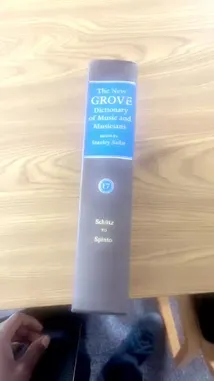 The New
GROVE
Dictionary
of Music and
Musicians
edited by
Stanley Sadie
17
Schütz
to
Spinto